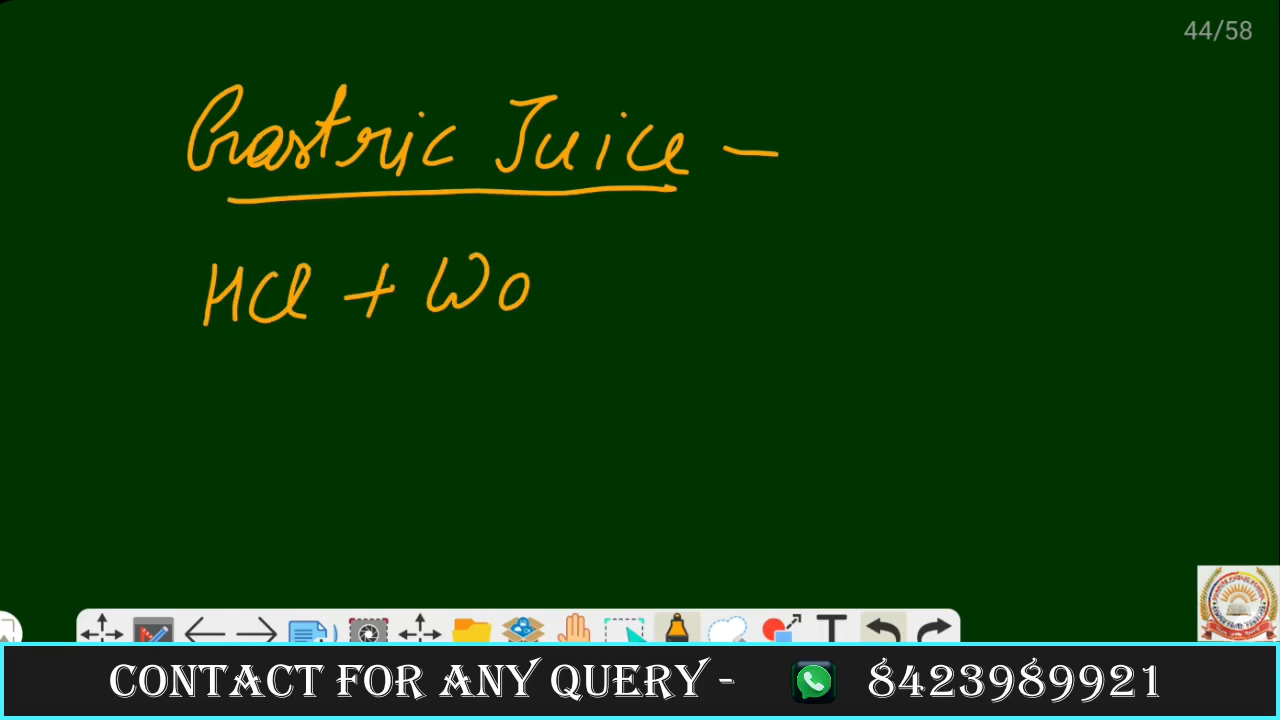 44/58
Gastric Juice -
HCl + Wo
CONTACT FOR ANY QUERY - 8423989921